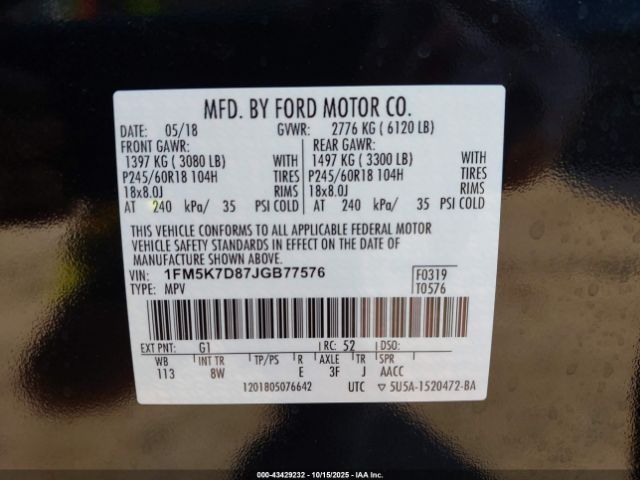 MFD. BY FORD MOTOR CO.
DATE: 05/18 GVWR: 2776 KG ( 6120 LB)
FRONT GAWR: REAR GAWR:
1397 KG ( 3080 LB) WITH 1497 KG ( 3300 LB) WITH
P245/60R18 104H TIRES P245/60R18 104H TIRES
18x8.0J RIMS 18x8.0J RIMS
AT 240 kPa/ 35 PSI COLD AT 240 kPa/ 35 PSI COLD
THIS VEHICLE CONFORMS TO ALL APPLICABLE FEDERAL MOTOR
VEHICLE SAFETY STANDARDS IN EFFECT ON THE DATE OF
MANUFACTURE SHOWN ABOVE.
VIN: 1FM5K7D87JGB77576 F0319
TYPE: MPV T0576
EXT PNT: G1 RC: 52 DSO:
WB INT TR TP/PS R AXLE TR SPR
113 8W E 3F J AACC
1201805076642 UTC ▽ 5U5A-1520472-BA
000-43429232 - 10/15/2025 - IAA Inc.